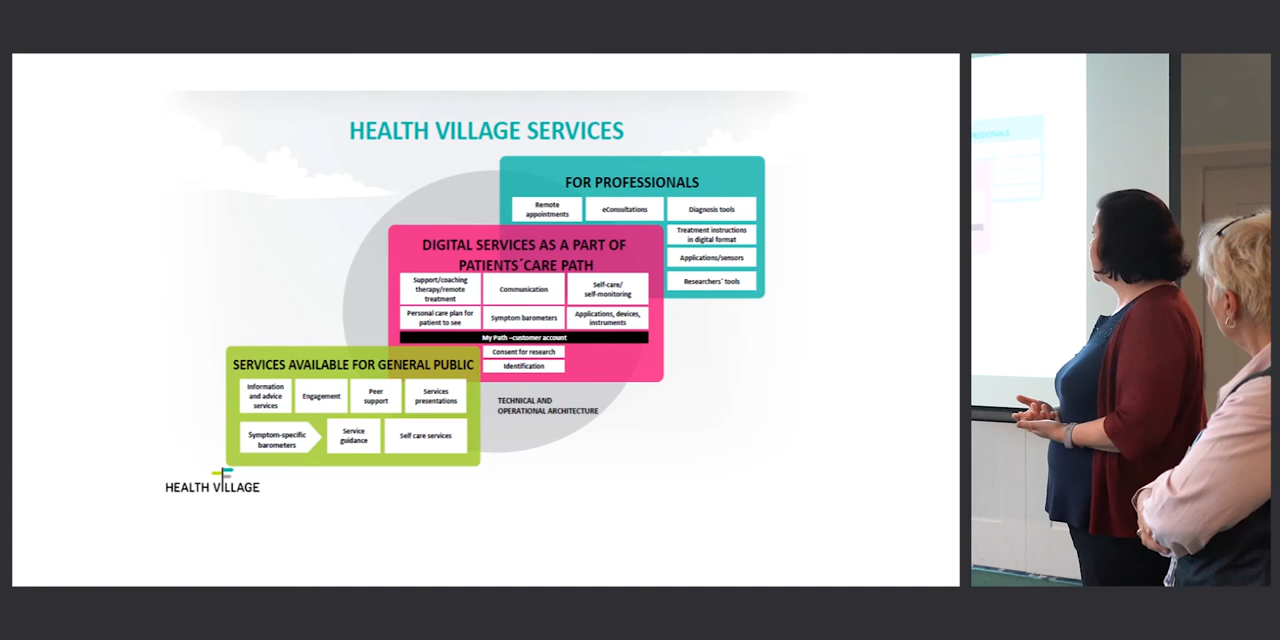 HEALTH VILLAGE SERVICES
FOR PROFESSIONALS
Remote
appointments
eConsultations
Diagnosis tools
Treatment instructions
in digital format
Applications/sensors
Researchers´ tools
DIGITAL SERVICES AS A PART OF
PATIENTS´CARE PATH
Support/coaching
therapy/remote
treatment
Communication
Self-care/
self-monitoring
Personal care plan for
patient to see
Symptom barometers
Applications, devices,
instruments
My Path –customer account
Consent for research
Identification
SERVICES AVAILABLE FOR GENERAL PUBLIC
Information
and advice
services
Engagement
Peer
support
Services
presentations
Symptom-specific
barometers
Service
guidance
Self care services
TECHNICAL AND
OPERATIONAL ARCHITECTURE
HEALTH VILLAGE